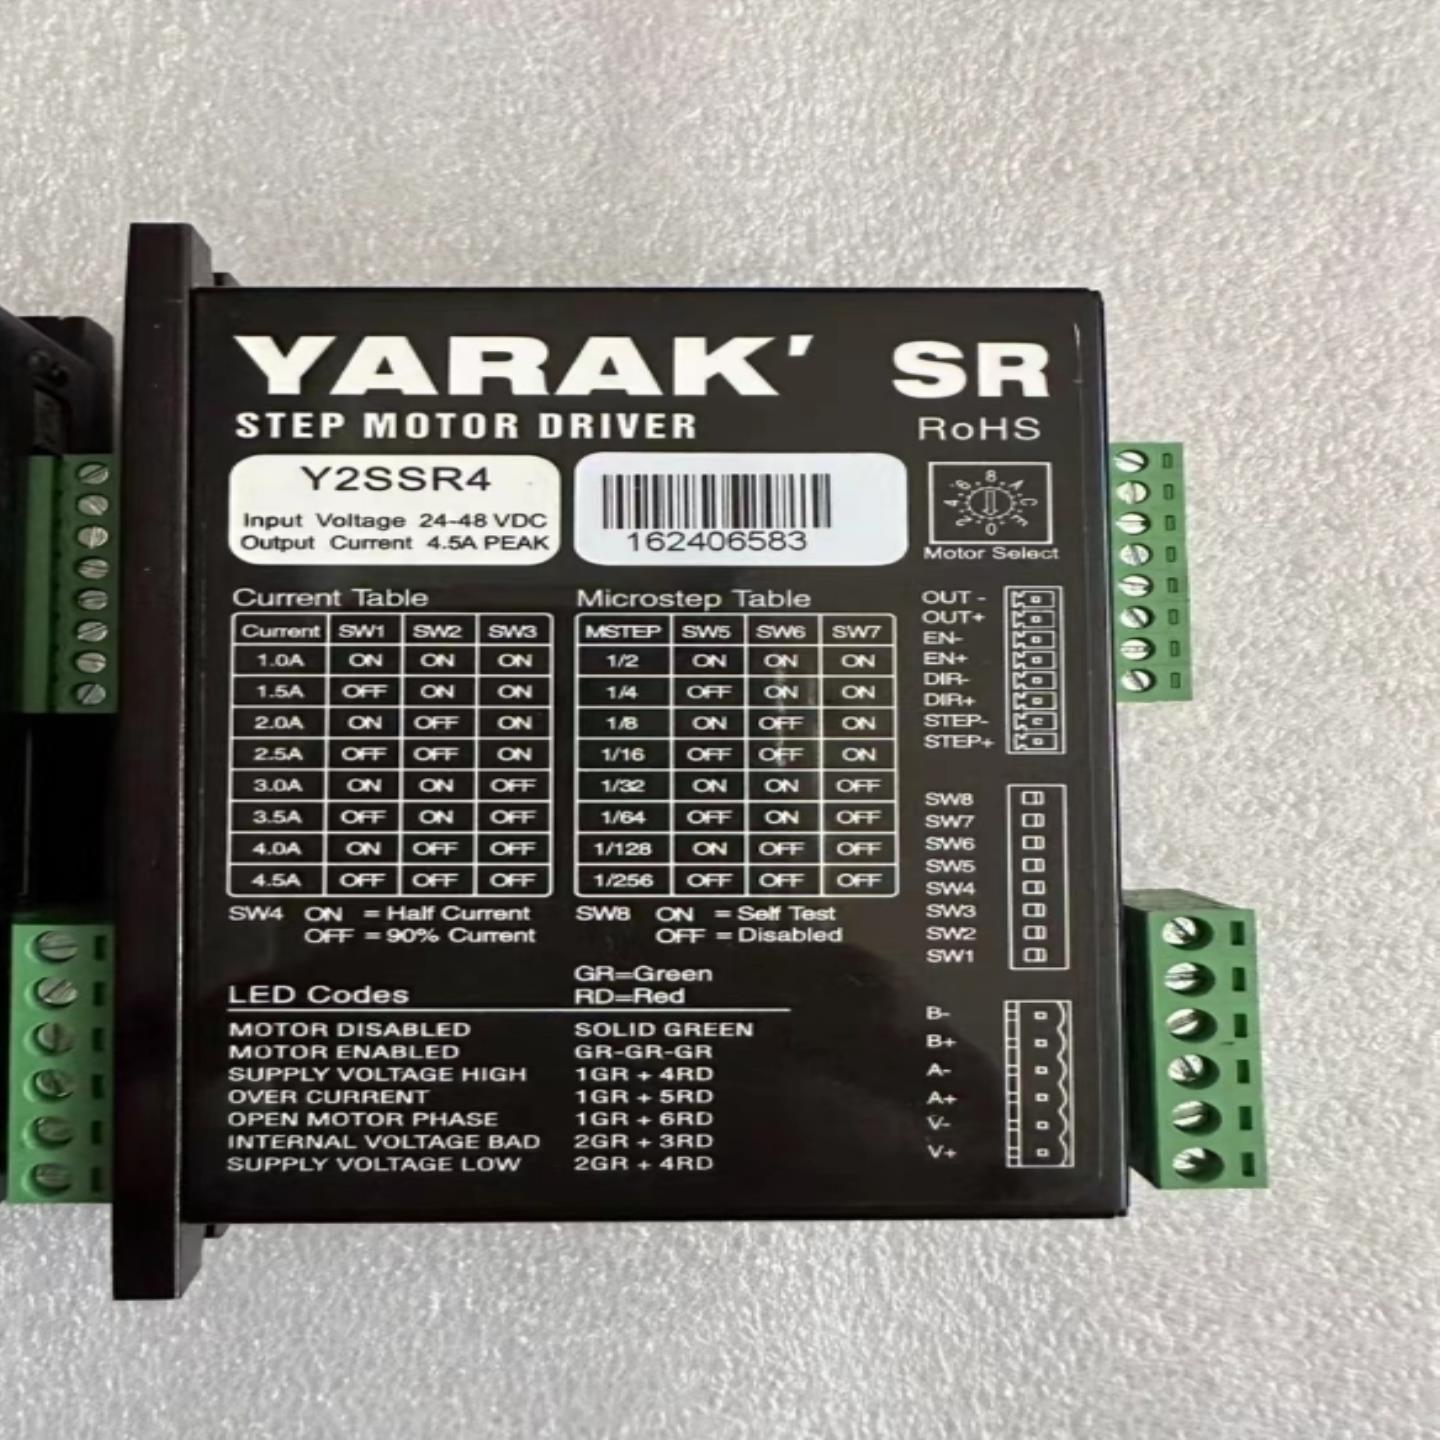 YARAK' SR
STEP MOTOR DRIVER RoHS
Y2SSR4
Input Voltage 24-48 VDC
Output Current 4.5A PEAK
162406583
0 2 4 6 8 A C E
Motor Select
Current Table
Current SW1 SW2 SW3
1.0A ON ON ON
1.5A OFF ON ON
2.0A ON OFF ON
2.5A OFF OFF ON
3.0A ON ON OFF
3.5A OFF ON OFF
4.0A ON OFF OFF
4.5A OFF OFF OFF
SW4 ON = Half Current
OFF = 90% Current
Microstep Table
MSTEP SW5 SW6 SW7
1/2 ON ON ON
1/4 OFF ON ON
1/8 ON OFF ON
1/16 OFF OFF ON
1/32 ON ON OFF
1/64 OFF ON OFF
1/128 ON OFF OFF
1/256 OFF OFF OFF
SW8 ON = Self Test
OFF = Disabled
GR=Green
RD=Red
LED Codes
MOTOR DISABLED SOLID GREEN
MOTOR ENABLED GR-GR-GR
SUPPLY VOLTAGE HIGH 1GR + 4RD
OVER CURRENT 1GR + 5RD
OPEN MOTOR PHASE 1GR + 6RD
INTERNAL VOLTAGE BAD 2GR + 3RD
SUPPLY VOLTAGE LOW 2GR + 4RD
OUT -
OUT+
EN-
EN+
DIR-
DIR+
STEP-
STEP+
SW8
SW7
SW6
SW5
SW4
SW3
SW2
SW1
B-
B+
A-
A+
V-
V+